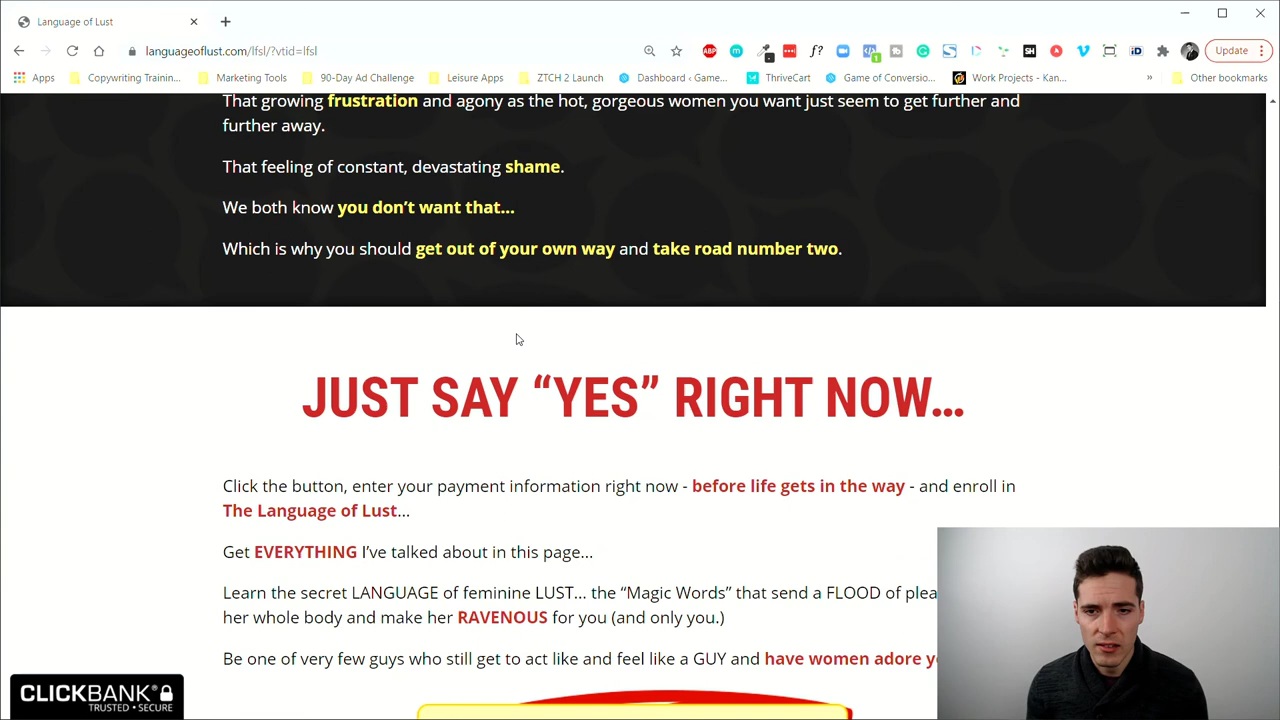 Language of Lust
languageoflust.com/lfsl/?vtid=lfsl
ABP
f?
SH
iD
Update
Apps
Copywriting Trainin...
Marketing Tools
90-Day Ad Challenge
Leisure Apps
ZTCH 2 Launch
Dashboard ‹ Game...
ThriveCart
Game of Conversio...
Work Projects - Kan...
»
Other bookmarks
That growing frustration and agony as the hot, gorgeous women you want just seem to get further and
further away.
That feeling of constant, devastating shame.
We both know you don’t want that...
Which is why you should get out of your own way and take road number two.
JUST SAY “YES” RIGHT NOW...
Click the button, enter your payment information right now - before life gets in the way - and enroll in
The Language of Lust...
Get EVERYTHING I’ve talked about in this page...
Learn the secret LANGUAGE of feminine LUST... the “Magic Words” that send a FLOOD of
her whole body and make her RAVENOUS for you (and only you.)
Be one of very few guys who still get to act like and feel like a GUY and have women adore
CLICKBANK®
TRUSTED • SECURE